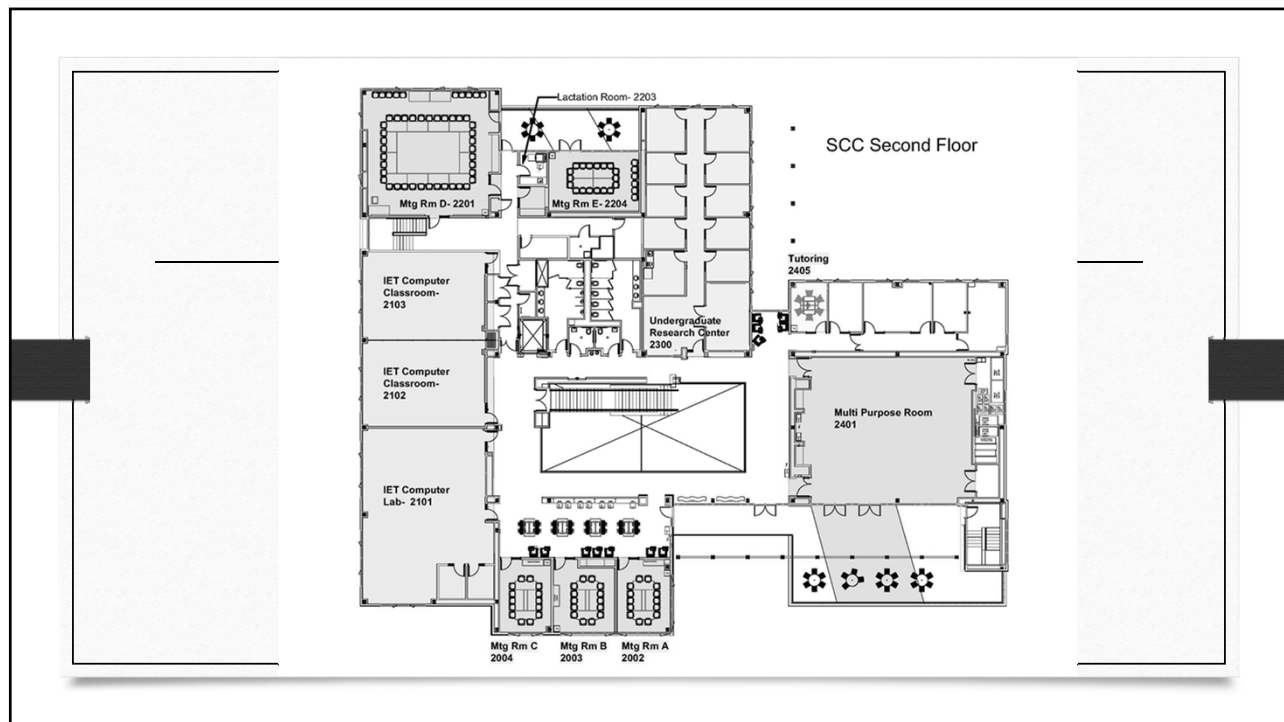 Lactation Room- 2203
SCC Second Floor
Mtg Rm D- 2201
Mtg Rm E- 2204
Tutoring
2405
IET Computer
Classroom-
2103
Undergraduate
Research Center
2300
IET Computer
Classroom-
2102
Multi Purpose Room
2401
IET Computer
Lab- 2101
Mtg Rm C
2004
Mtg Rm B
2003
Mtg Rm A
2002